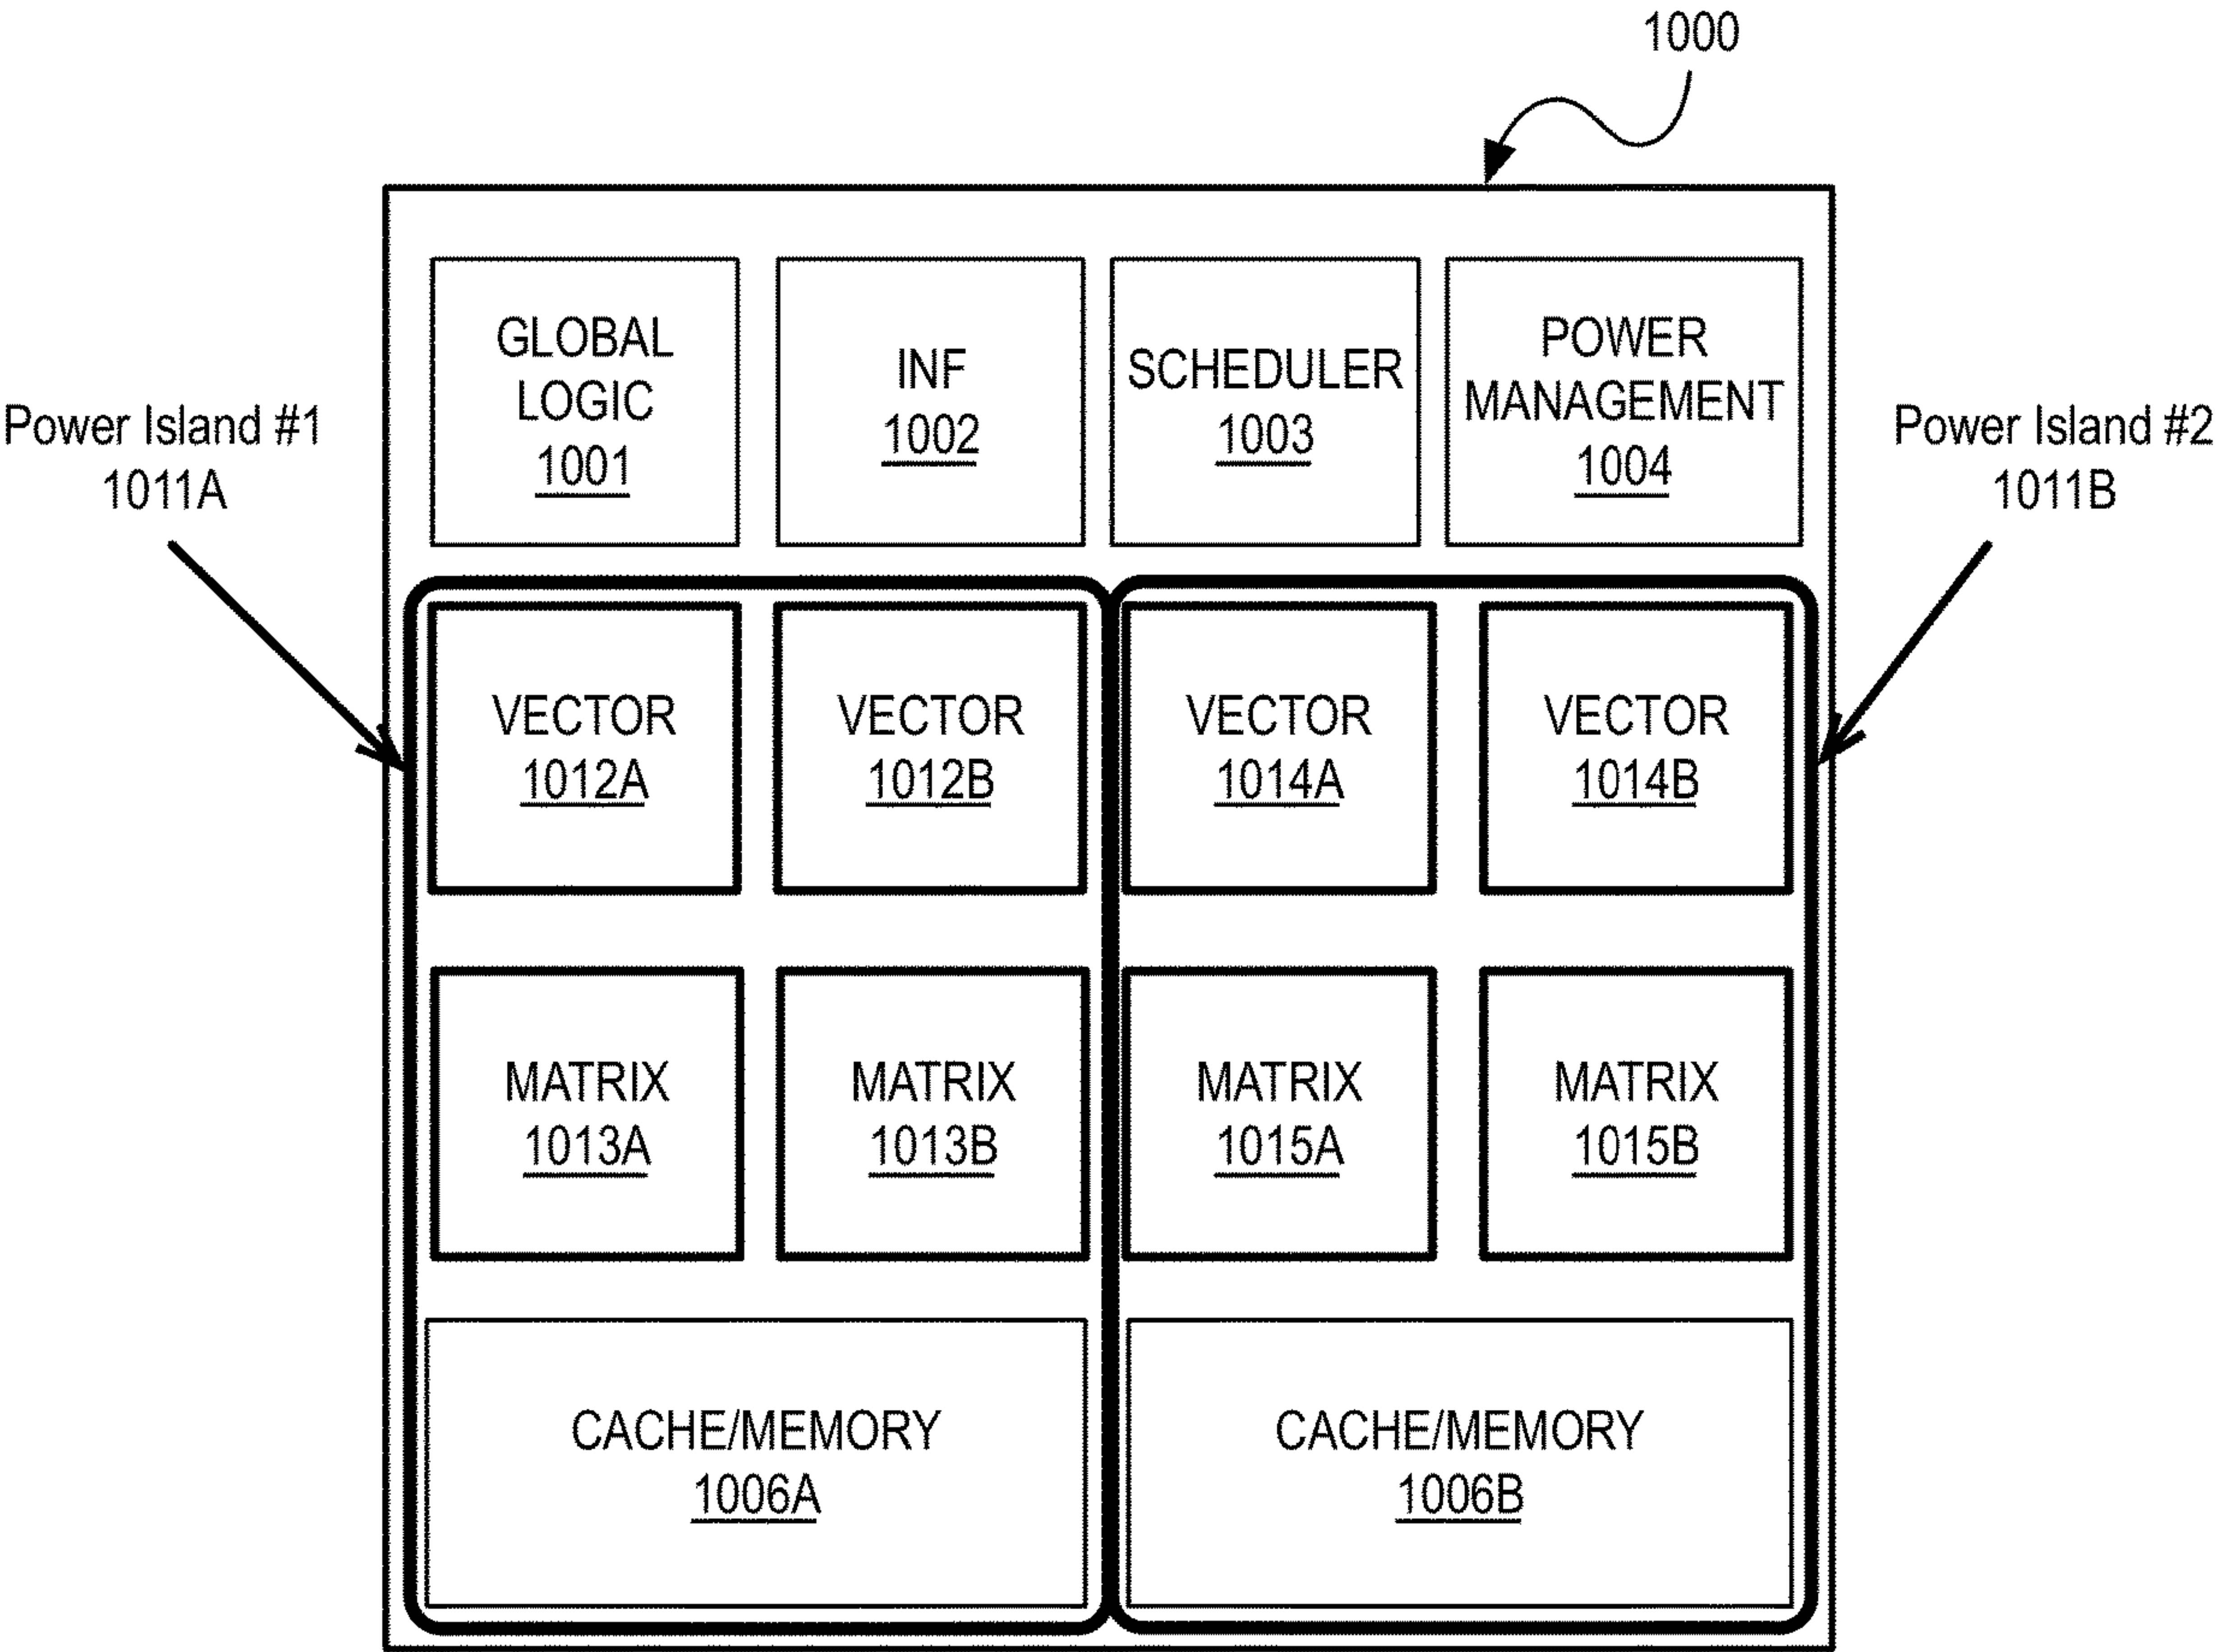 1000
GLOBAL
LOGIC
1001
INF
1002
SCHEDULER
1003
POWER
MANAGEMENT
1004
Power Island #1
1011A
Power Island #2
1011B
VECTOR
1012A
VECTOR
1012B
VECTOR
1014A
VECTOR
1014B
MATRIX
1013A
MATRIX
1013B
MATRIX
1015A
MATRIX
1015B
CACHE/MEMORY
1006A
CACHE/MEMORY
1006B